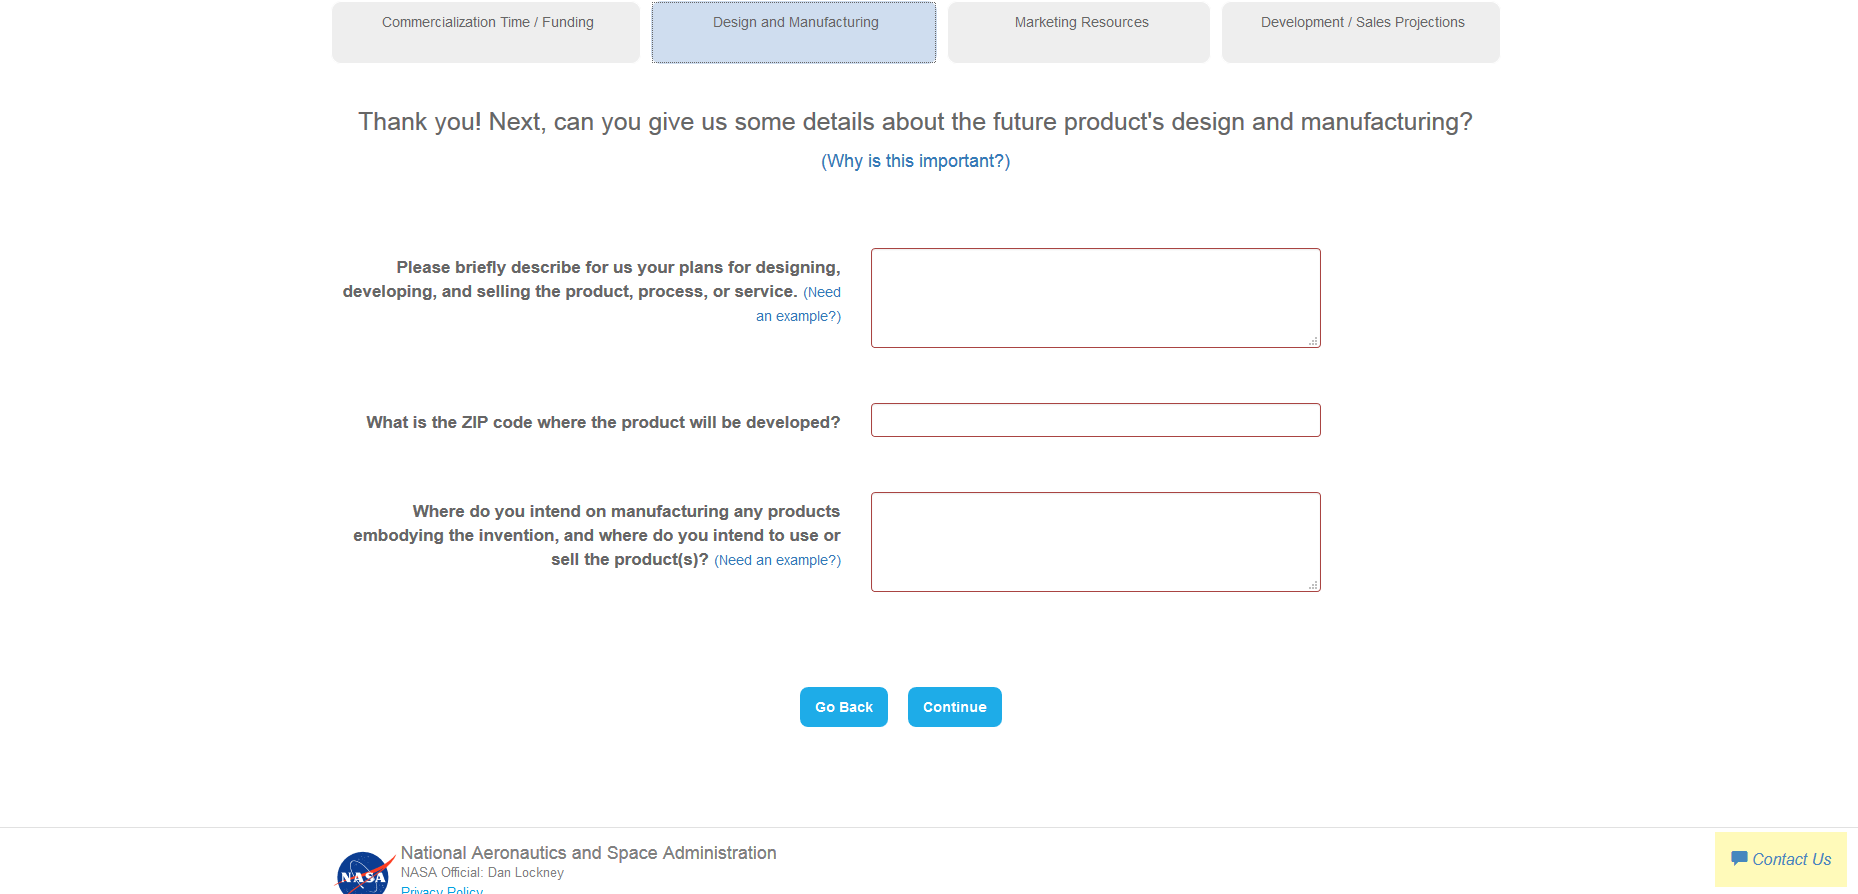 Commercialization Time / Funding
Design and Manufacturing
Marketing Resources
Development / Sales Projections
Thank you! Next, can you give us some details about the future product's design and manufacturing?
(Why is this important?)
Please briefly describe for us your plans for designing,
developing, and selling the product, process, or service. (Need
an example?)
What is the ZIP code where the product will be developed?
Where do you intend on manufacturing any products
embodying the invention, and where do you intend to use or
sell the product(s)? (Need an example?)
Go Back
Continue
NASA
National Aeronautics and Space Administration
NASA Official: Dan Lockney
Privacy Policy
Contact Us